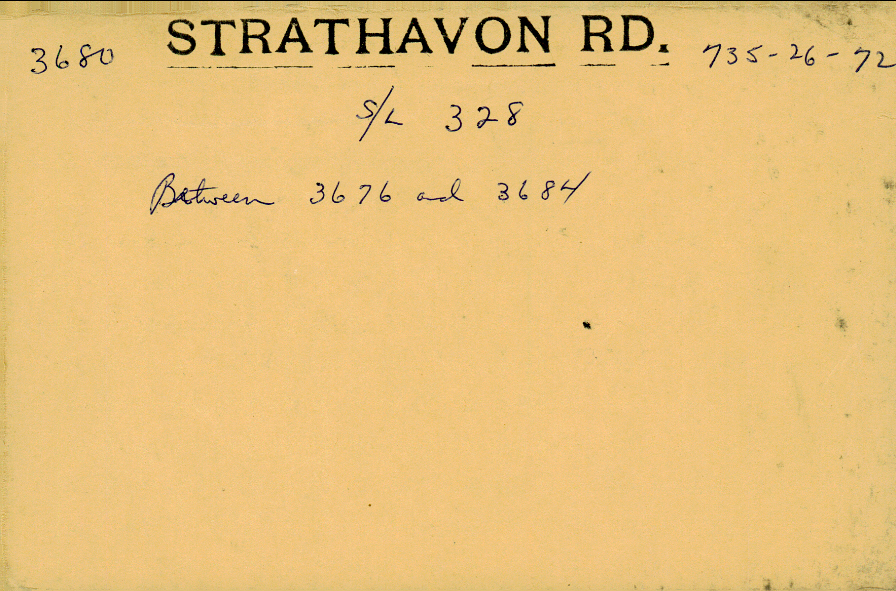 3680 STRATHAVON RD. 735-26-72
S/L 328
Between 3676 and 3684